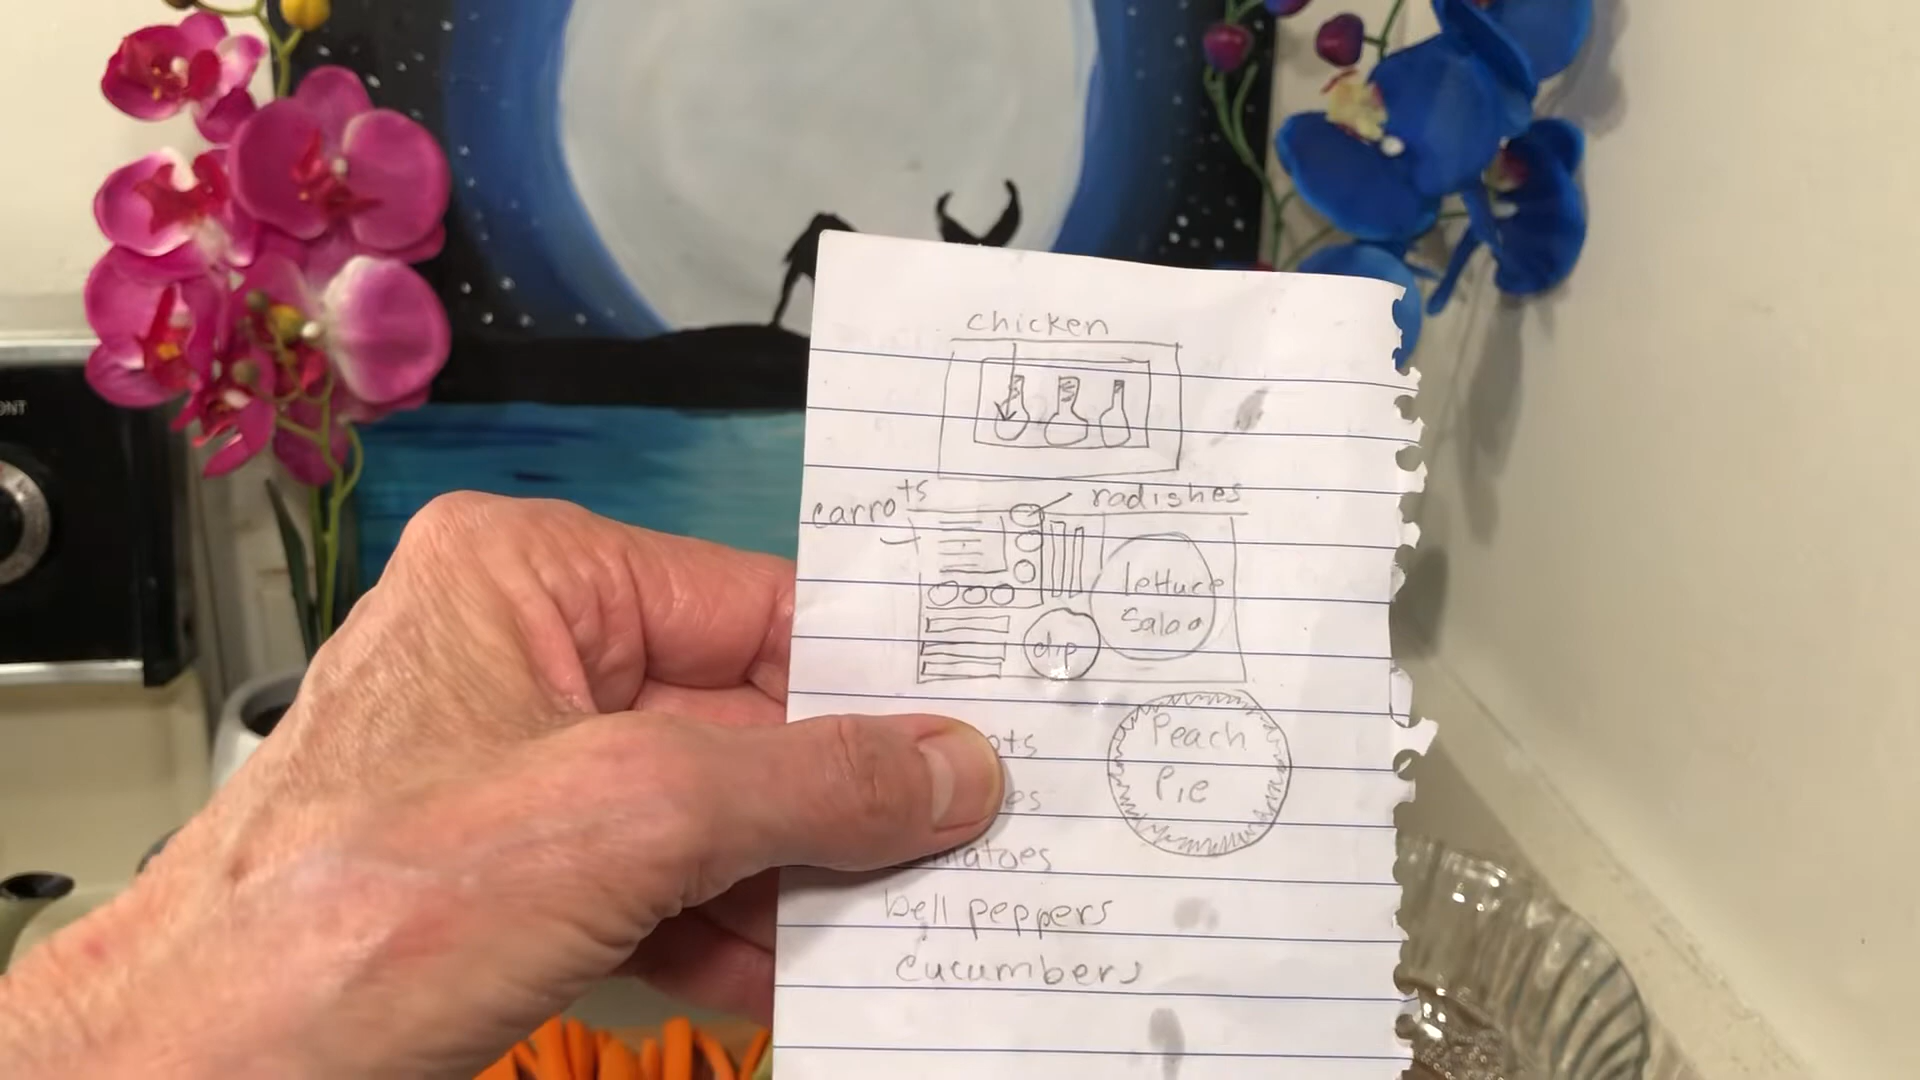 chicken
carrots
radishes
lettuce
Salad
dip
Peach
Pie
bell peppers
cucumbers